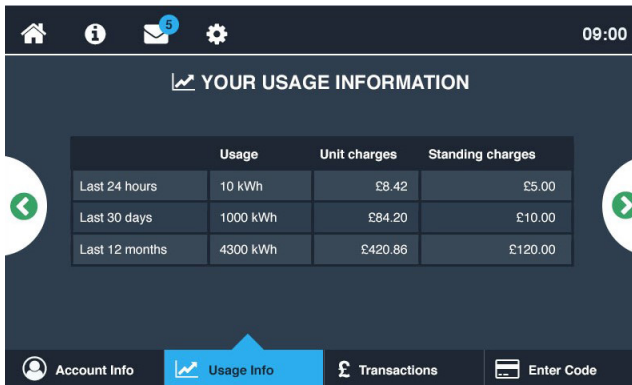 5
09:00
YOUR USAGE INFORMATION
Usage Unit charges Standing charges
Last 24 hours 10 kWh £8.42 £5.00
Last 30 days 1000 kWh £84.20 £10.00
Last 12 months 4300 kWh £420.86 £120.00
Account Info Usage Info £ Transactions Enter Code